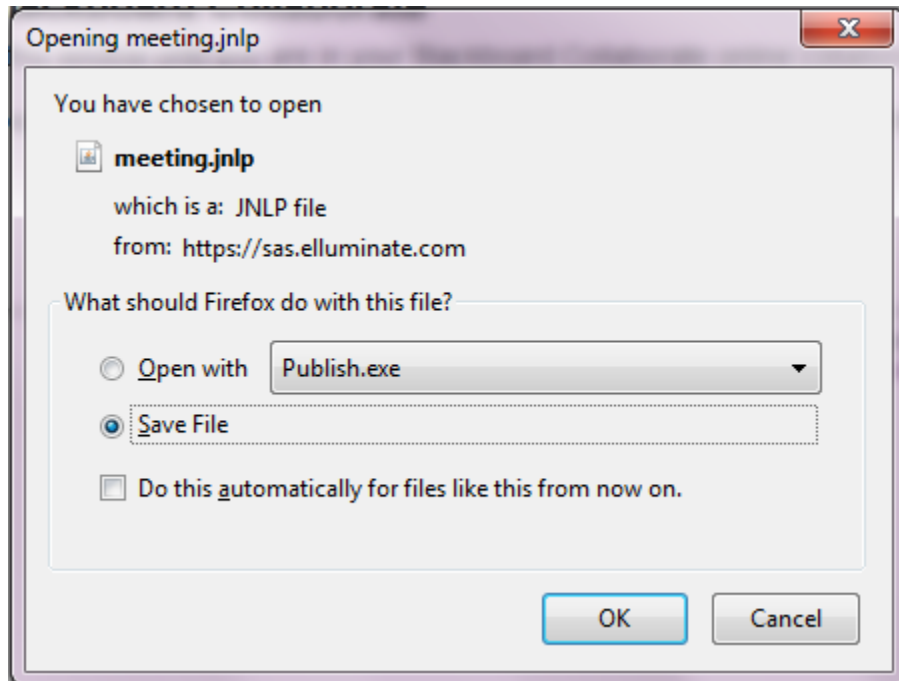 Opening meeting.jnlp
You have chosen to open
meeting.jnlp
which is a: JNLP file
from: https://sas.elluminate.com
What should Firefox do with this file?
Open with Publish.exe
Save File
Do this automatically for files like this from now on.
OK Cancel